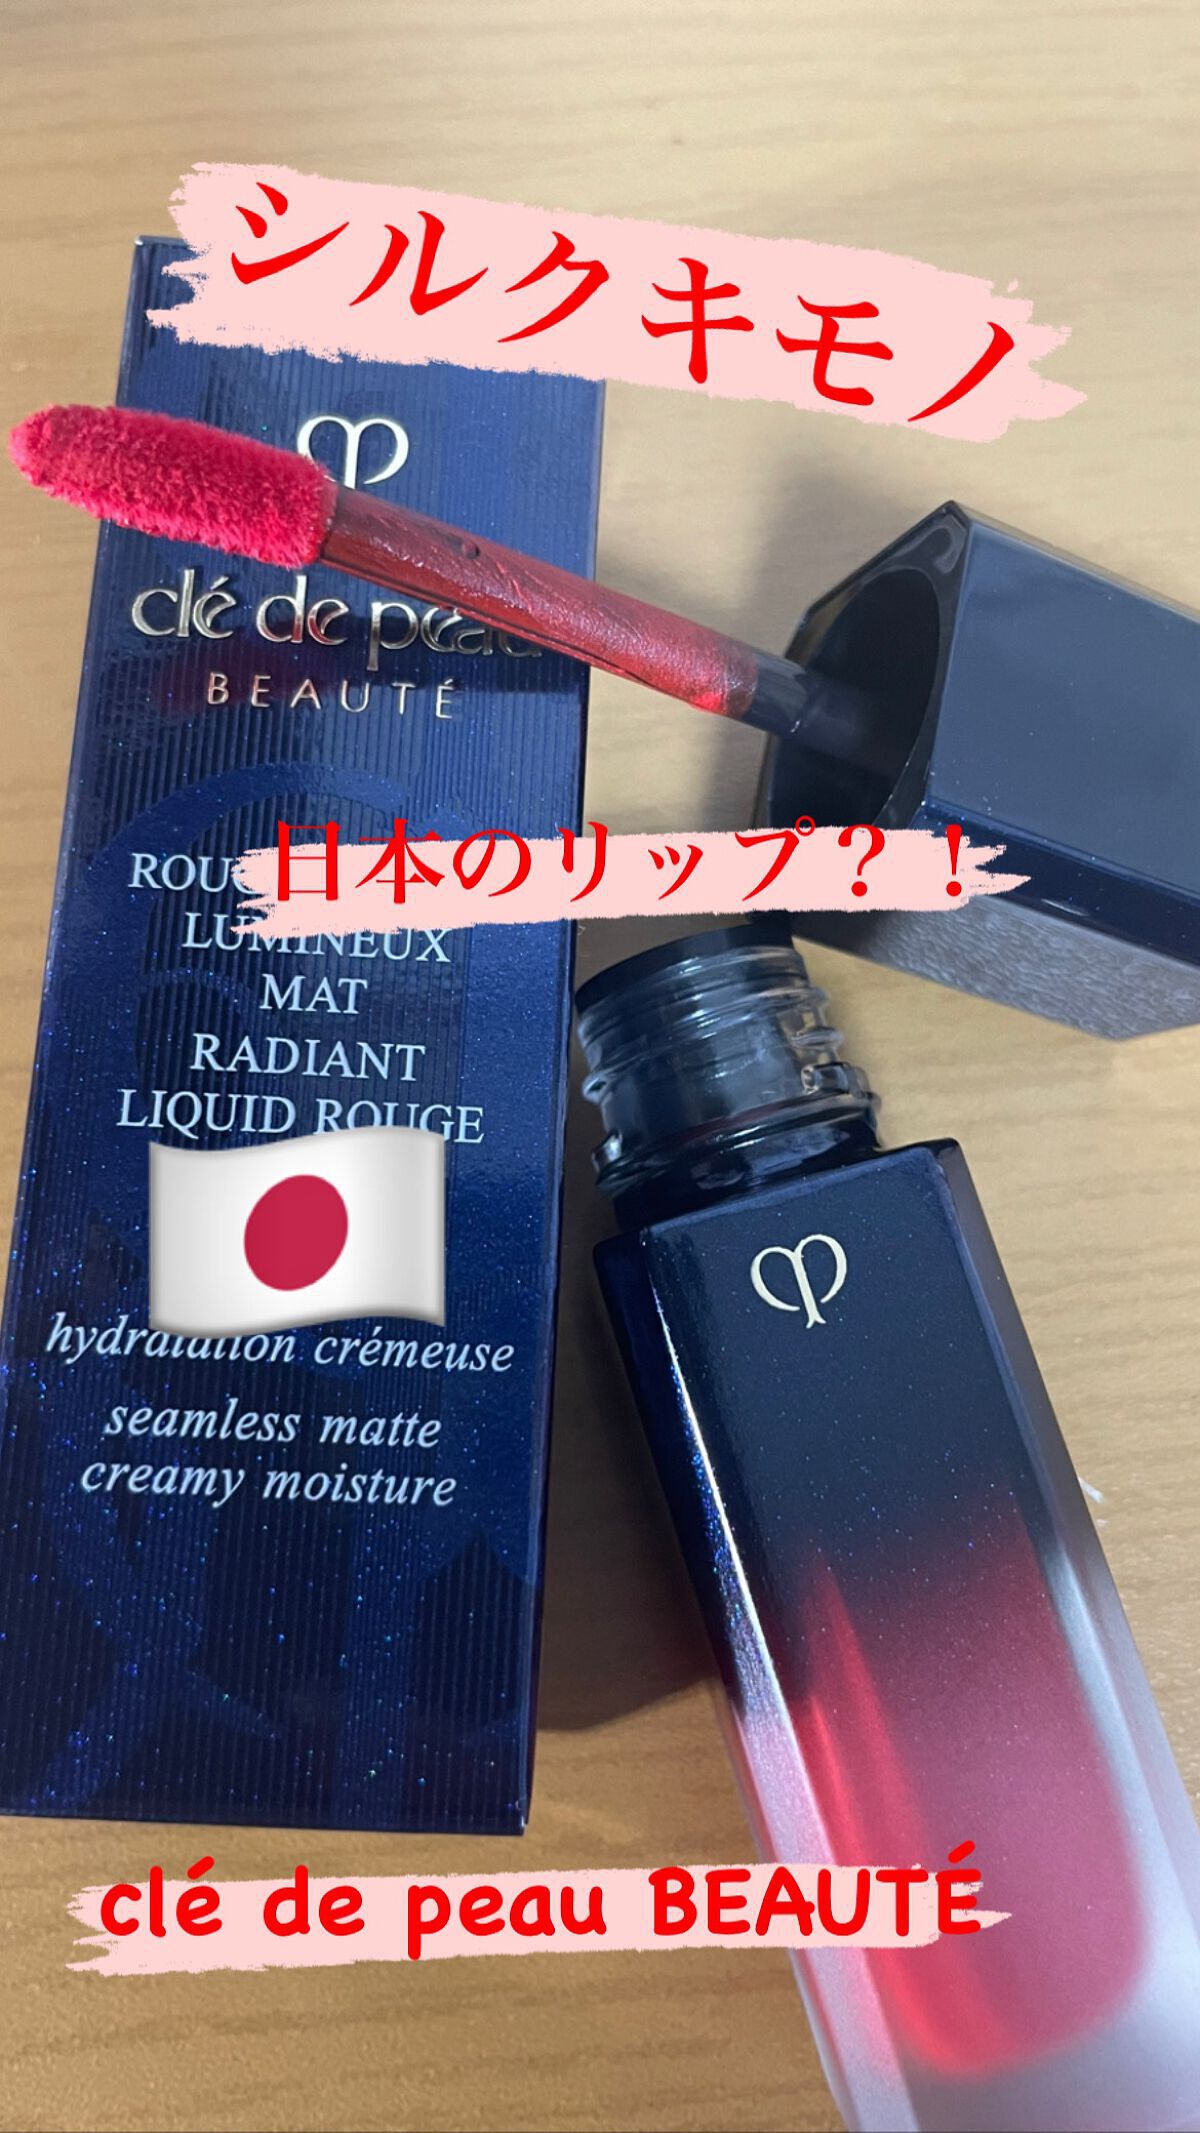 シルクキモノ
clé de peau
BEAUTÉ
日本のリップ？！
LUMINEUX
MAT
RADIANT
LIQUID ROUGE
hydratation crémeuse
seamless matte
creamy moisture
clé de peau BEAUTÉ